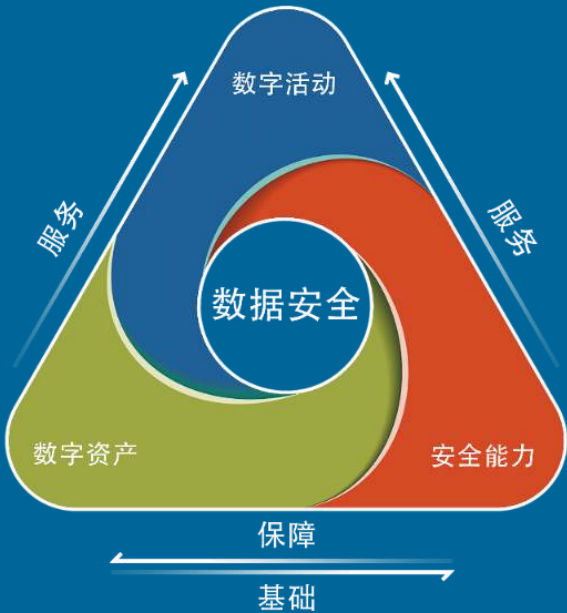 数字活动
服务
服务
数据安全
数字资产
安全能力
保障
基础